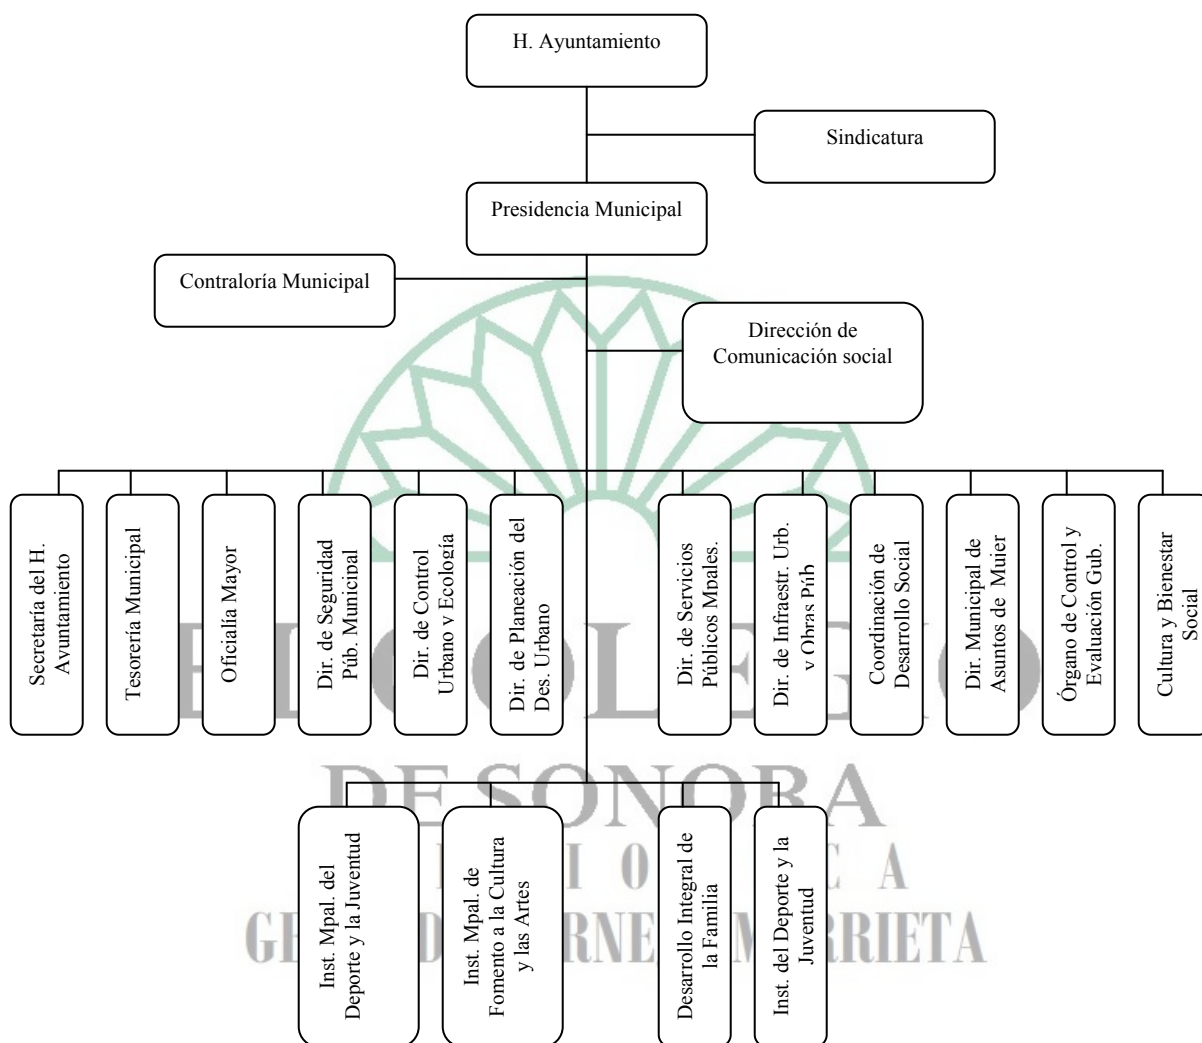 H. Ayuntamiento
Sindicatura
Presidencia Municipal
Contraloría Municipal
Dirección de
Comunicación social
Secretaría del H.
Ayuntamiento
Tesorería Municipal
Oficialía Mayor
Dir. de Seguridad
Púb. Municipal
Dir. de Control
Urbano y Ecología
Dir. de Planeación del
Des. Urbano
Dir. de Servicios
Públicos Mpales.
Dir. de Infraestr. Urb.
y Obras Púb
Coordinación de
Desarrollo Social
Dir. Municipal de
Asuntos de Mujer
Órgano de Control y
Evaluación Gub.
Cultura y Bienestar
Social
EL COLEGIO
DE SONORA
Inst. Mpal. del
Deporte y la Juventud
Inst. Mpal. de
Fomento a la Cultura
y las Artes
Desarrollo Integral de
la Familia
Inst. del Deporte y la
Juventud